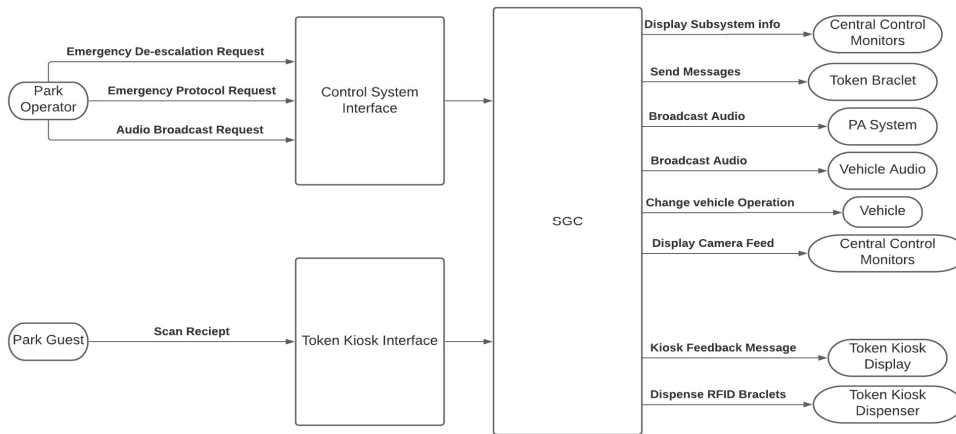 Emergency De-escalation Request
Park
Operator
Emergency Protocol Request
Audio Broadcast Request
Control System
Interface
Park Guest
Scan Reciept
Token Kiosk Interface
SGC
Display Subsystem info
Central Control
Monitors
Send Messages
Token Braclet
Broadcast Audio
PA System
Broadcast Audio
Vehicle Audio
Change vehicle Operation
Vehicle
Display Camera Feed
Central Control
Monitors
Kiosk Feedback Message
Token Kiosk
Display
Dispense RFID Braclets
Token Kiosk
Dispenser